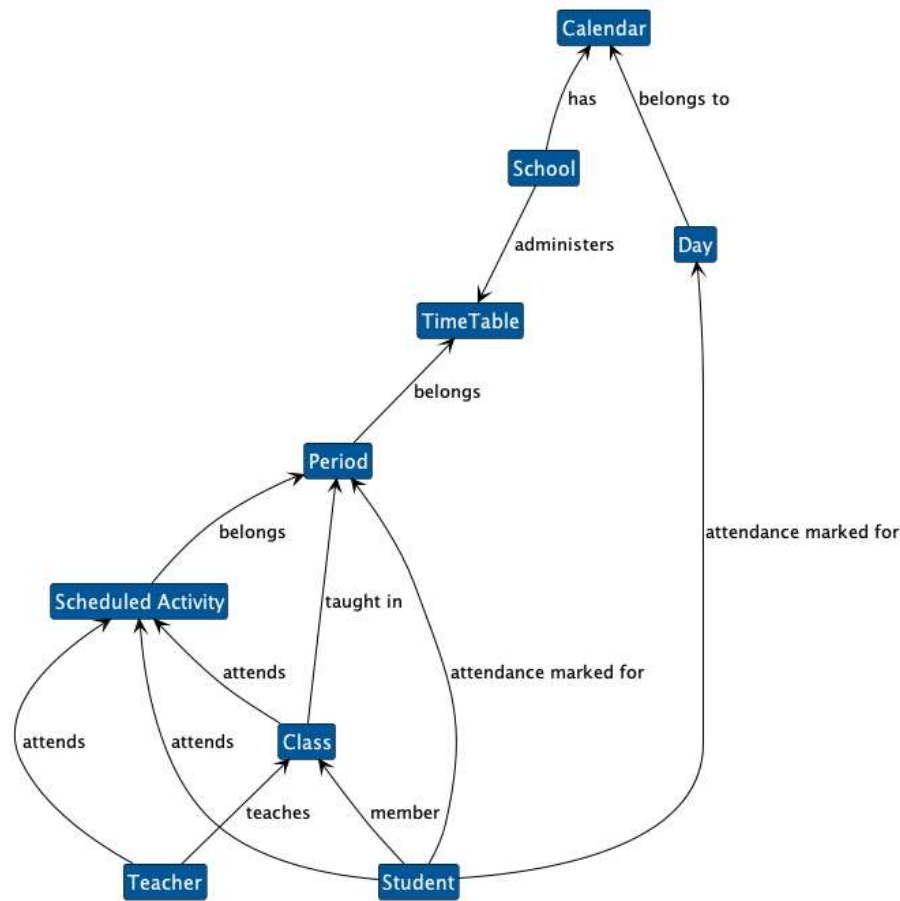 Calendar
has
belongs to
School
Day
administers
TimeTable
belongs
Period
belongs
attendance marked for
Scheduled Activity
taught in
attends
attendance marked for
Class
attends
attends
teaches
member
Teacher
Student